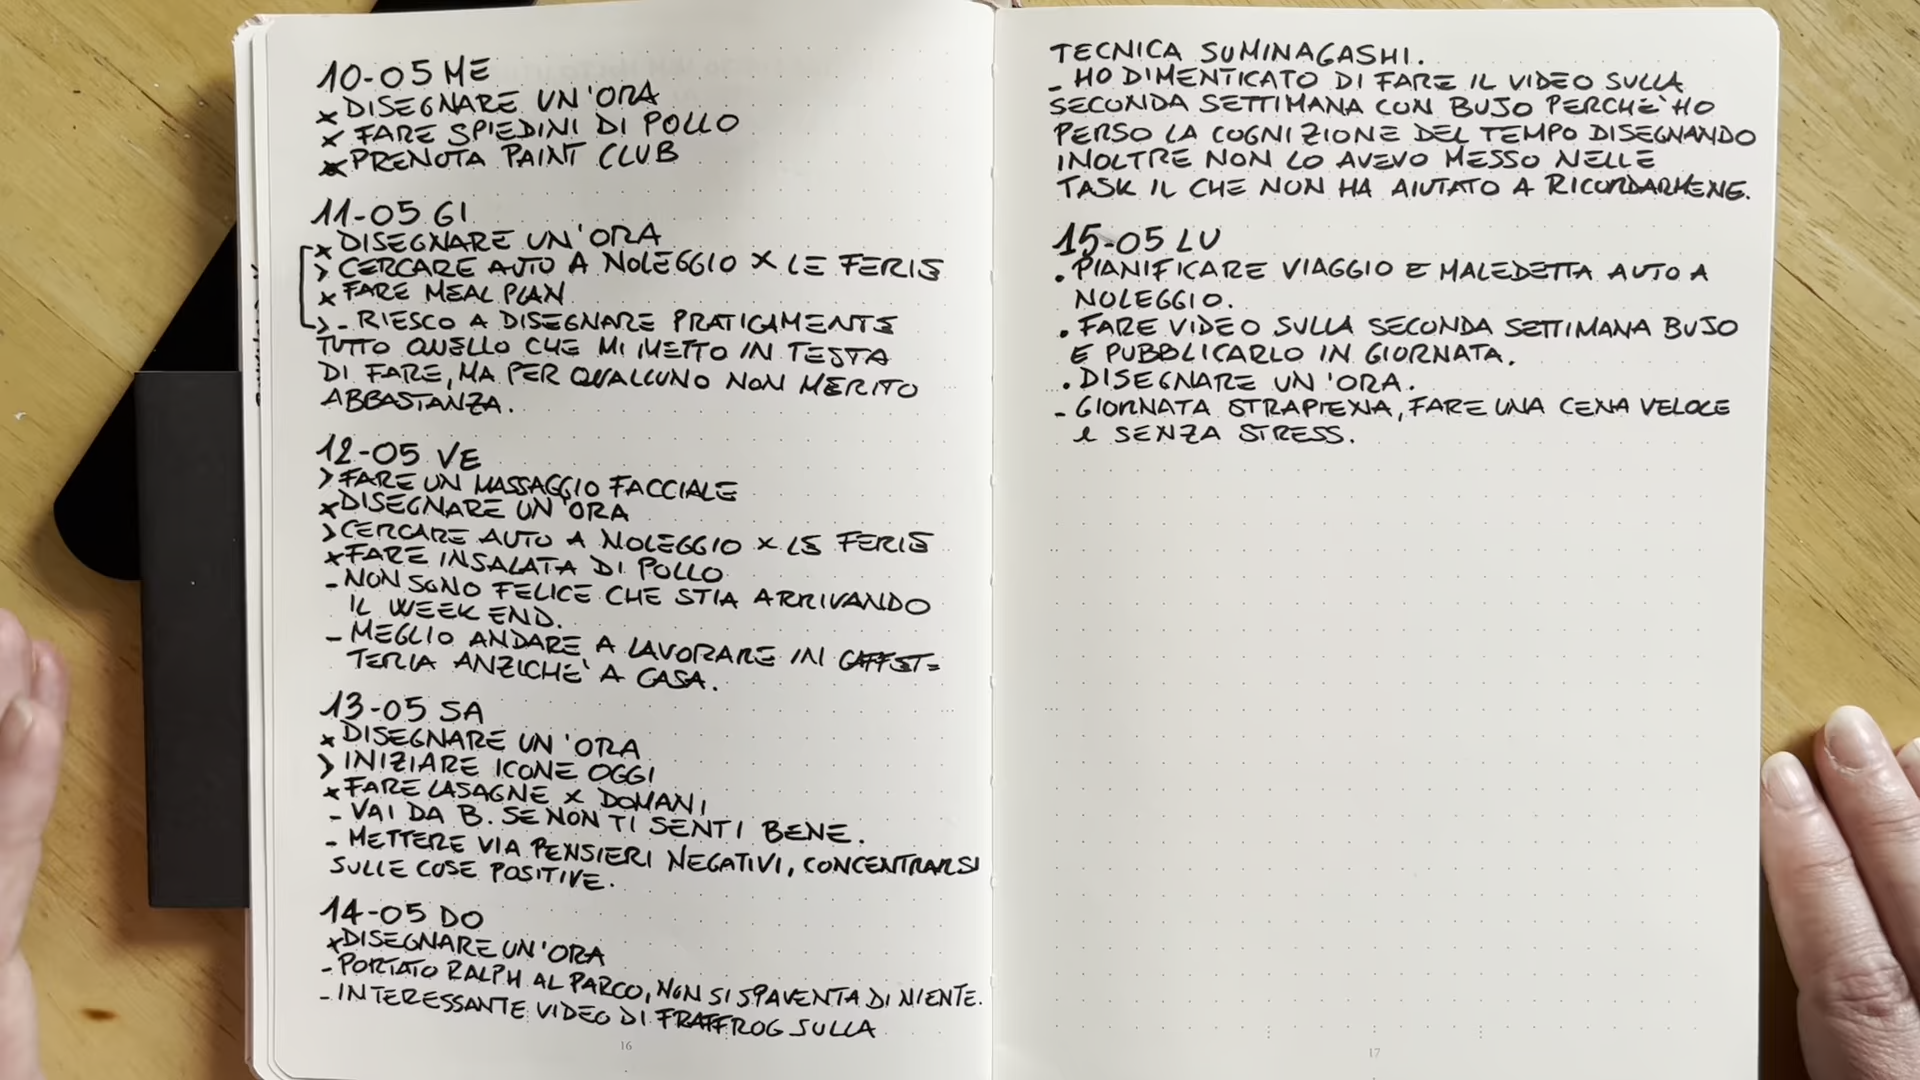 10-05 ME
× DISEGNARE UN'ORA
× FARE SPIEDINI DI POLLO
× PRENOTA PAINT CLUB
11-05 GI
× DISEGNARE UN'ORA
> CERCARE AUTO A NOLEGGIO × LE FERIE
× FARE MEAL PLAN
> - RIESCO A DISEGNARE PRATICAMENTE
TUTTO QUELLO CHE MI METTO IN TESTA
DI FARE, MA PER QUALCUNO NON MERITO
ABBASTANZA.
12-05 VE
> FARE UN MASSAGGIO FACCIALE
× DISEGNARE UN'ORA
> CERCARE AUTO A NOLEGGIO × LE FERIE
× FARE INSALATA DI POLLO
- NON SONO FELICE CHE STIA ARRIVANDO
IL WEEK END.
- MEGLIO ANDARE A LAVORARE IN CAFFET=
TERIA ANZICHE' A CASA.
13-05 SA
× DISEGNARE UN'ORA
> INIZIARE ICONE OGGI
× FARE LASAGNE × DOMANI
- VAI DA B. SE NON TI SENTI BENE.
- METTERE VIA PENSIERI NEGATIVI, CONCENTRARSI
SULLE COSE POSITIVE.
14-05 DO
× DISEGNARE UN'ORA
- PORTATO RALPH AL PARCO, NON SI SPAVENTA DI NIENTE.
- INTERESSANTE VIDEO DI FRAFFROG SULLA
16
TECNICA SUMINAGASHI.
- HO DIMENTICATO DI FARE IL VIDEO SULLA
SECONDA SETTIMANA CON BUJO PERCHE' HO
PERSO LA COGNIZIONE DEL TEMPO DISEGNANDO
INOLTRE NON LO AVEVO MESSO NELLE
TASK IL CHE NON HA AIUTATO A RICORDARMENE.
15-05 LU
. PIANIFICARE VIAGGIO E MALEDETTA AUTO A
NOLEGGIO.
. FARE VIDEO SULLA SECONDA SETTIMANA BUJO
E PUBBLICARLO IN GIORNATA.
. DISEGNARE UN'ORA.
- GIORNATA STRAPIENA, FARE UNA CENA VELOCE
e SENZA STRESS.
17